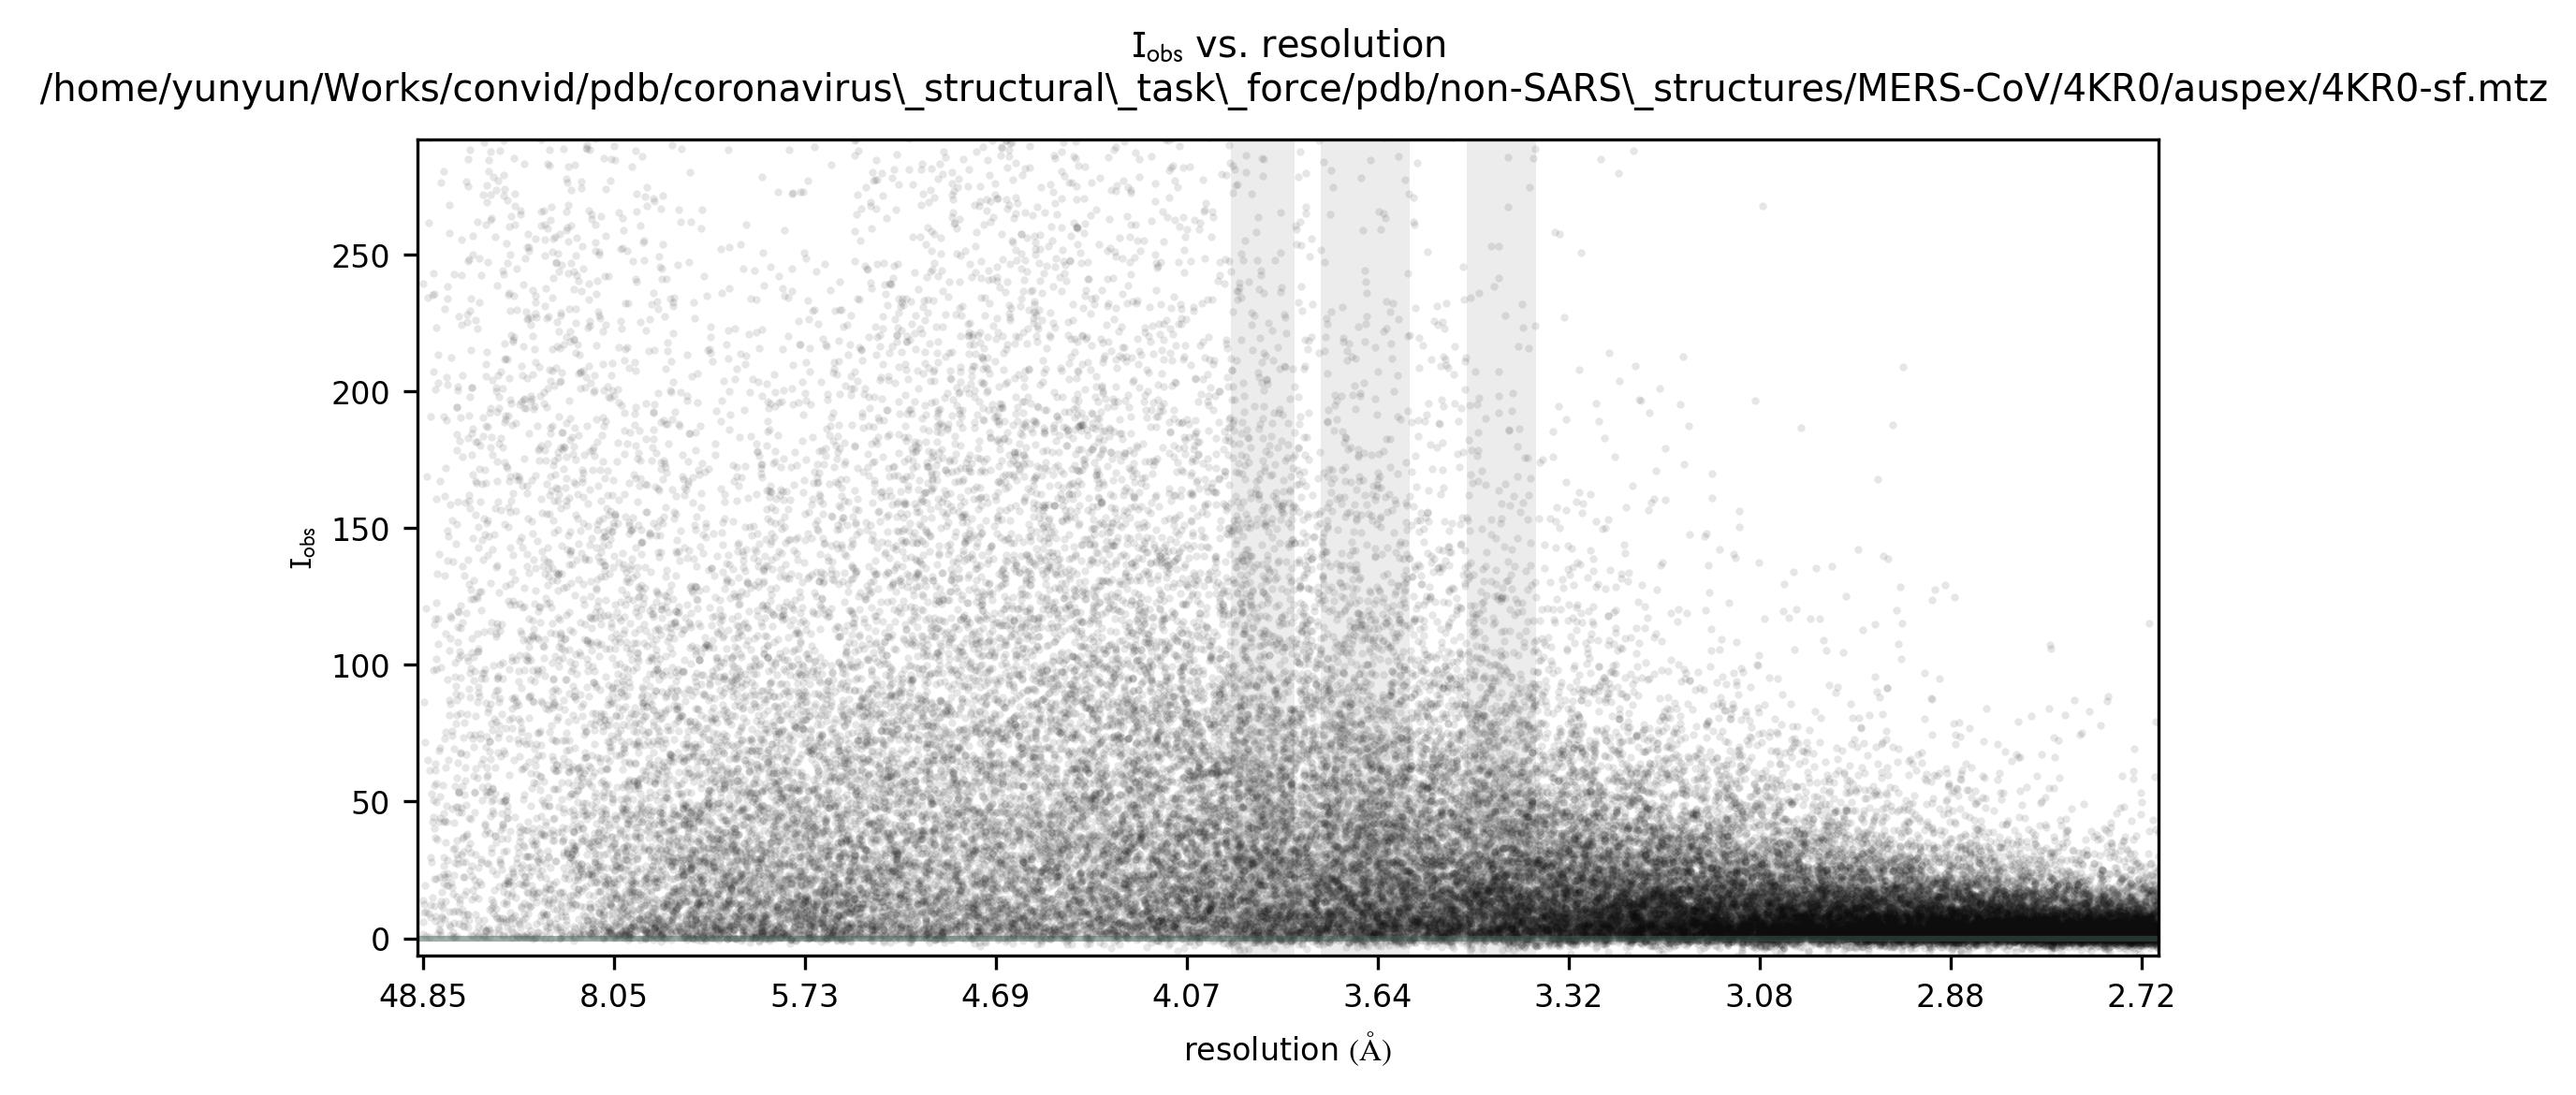 Iobs vs. resolution
/home/yunyun/Works/convid/pdb/coronavirus\_structural\_task\_force/pdb/non-SARS\_structures/MERS-CoV/4KR0/auspex/4KR0-sf.mtz
250
200
150
100
50
0
Iobs
48.85 8.05 5.73 4.69 4.07 3.64 3.32 3.08 2.88 2.72
resolution (Å)